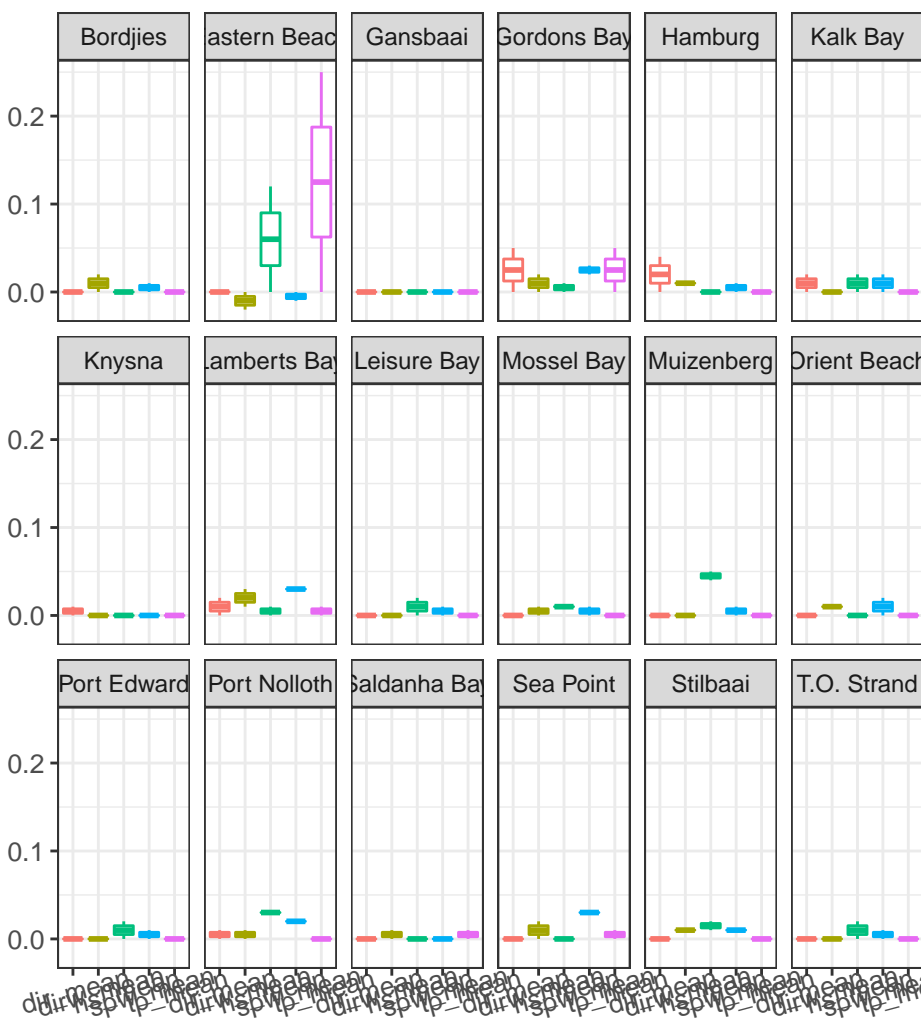 Bordjies
astern Beac
Gansbaai
Gordons Bay
Hamburg
Kalk Bay
0.2
0.1
0.0
Knysna
Lamberts Bay
Leisure Bay
Mossel Bay
Muizenberg
Orient Beach
0.2
0.1
0.0
Port Edward
Port Nolloth
Saldanha Bay
Sea Point
Stilbaai
T.O. Strand
0.2
0.1
0.0